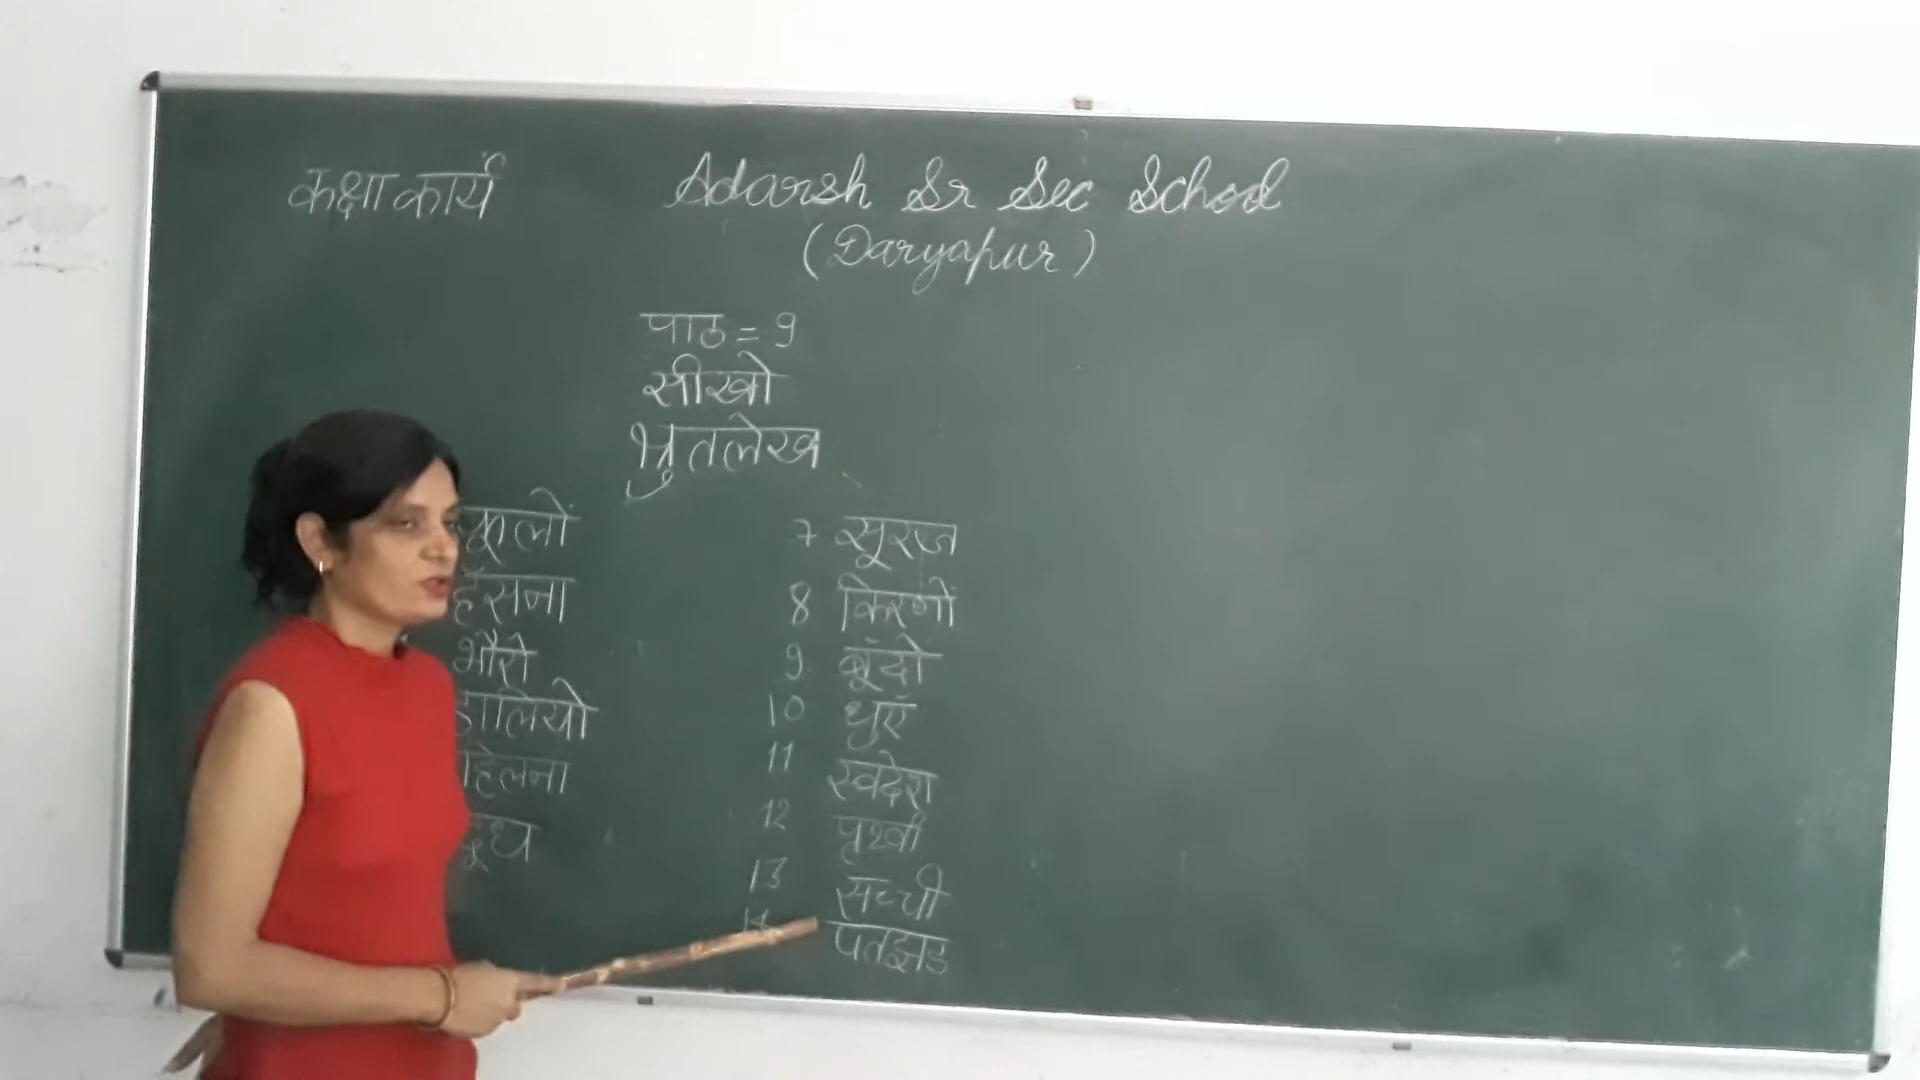 कक्षा कार्य
Adarsh Sr Sec School
(Daryapur)
पाठ = 9
सीखो
श्रुतलेख
फूलों
हँसना
भौंरों
डालियों
हिलना
दूध
7 सूरज
8 किरणों
9 बूँदों
10 धुएँ
11 स्वदेश
12 पृथ्वी
13 सच्ची
14 पतझड